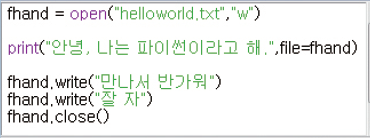 fhand = open("helloworld.txt","w")
print("안녕, 나는 파이썬이라고 해.",file=fhand)
fhand.write("만나서 반가워")
fhand.write("잘 자")
fhand.close()